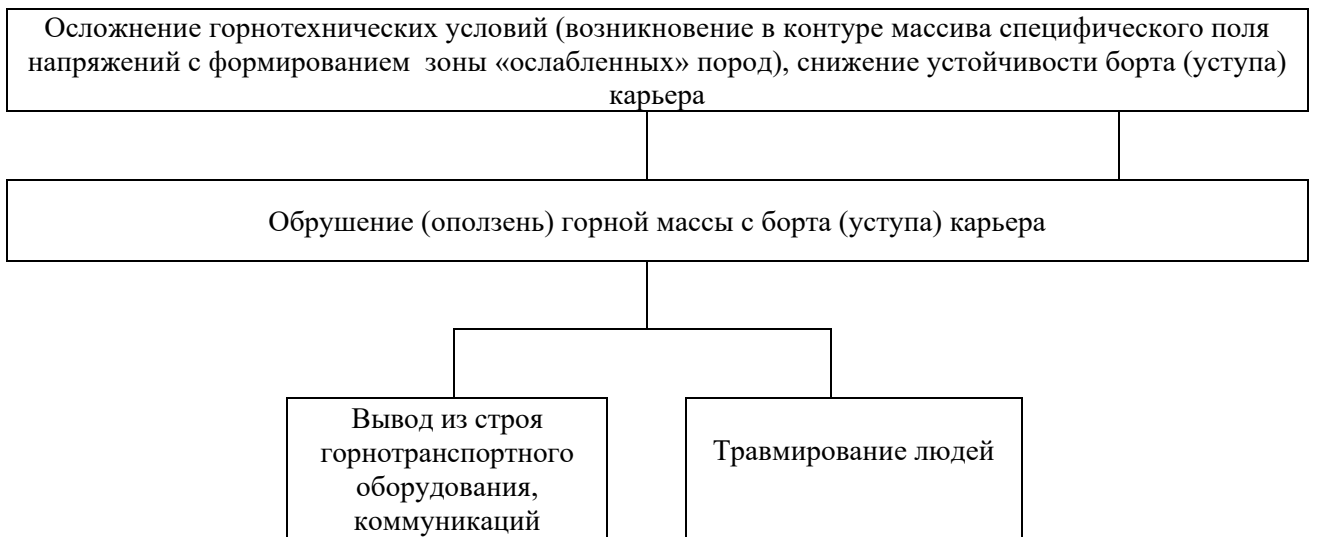 Осложнение горнотехнических условий (возникновение в контуре массива специфического поля
напряжений с формированием зоны «ослабленных» пород), снижение устойчивости борта (уступа)
карьера
Обрушение (оползень) горной массы с борта (уступа) карьера
Вывод из строя
горнотранспортного
оборудования,
коммуникаций
Травмирование людей